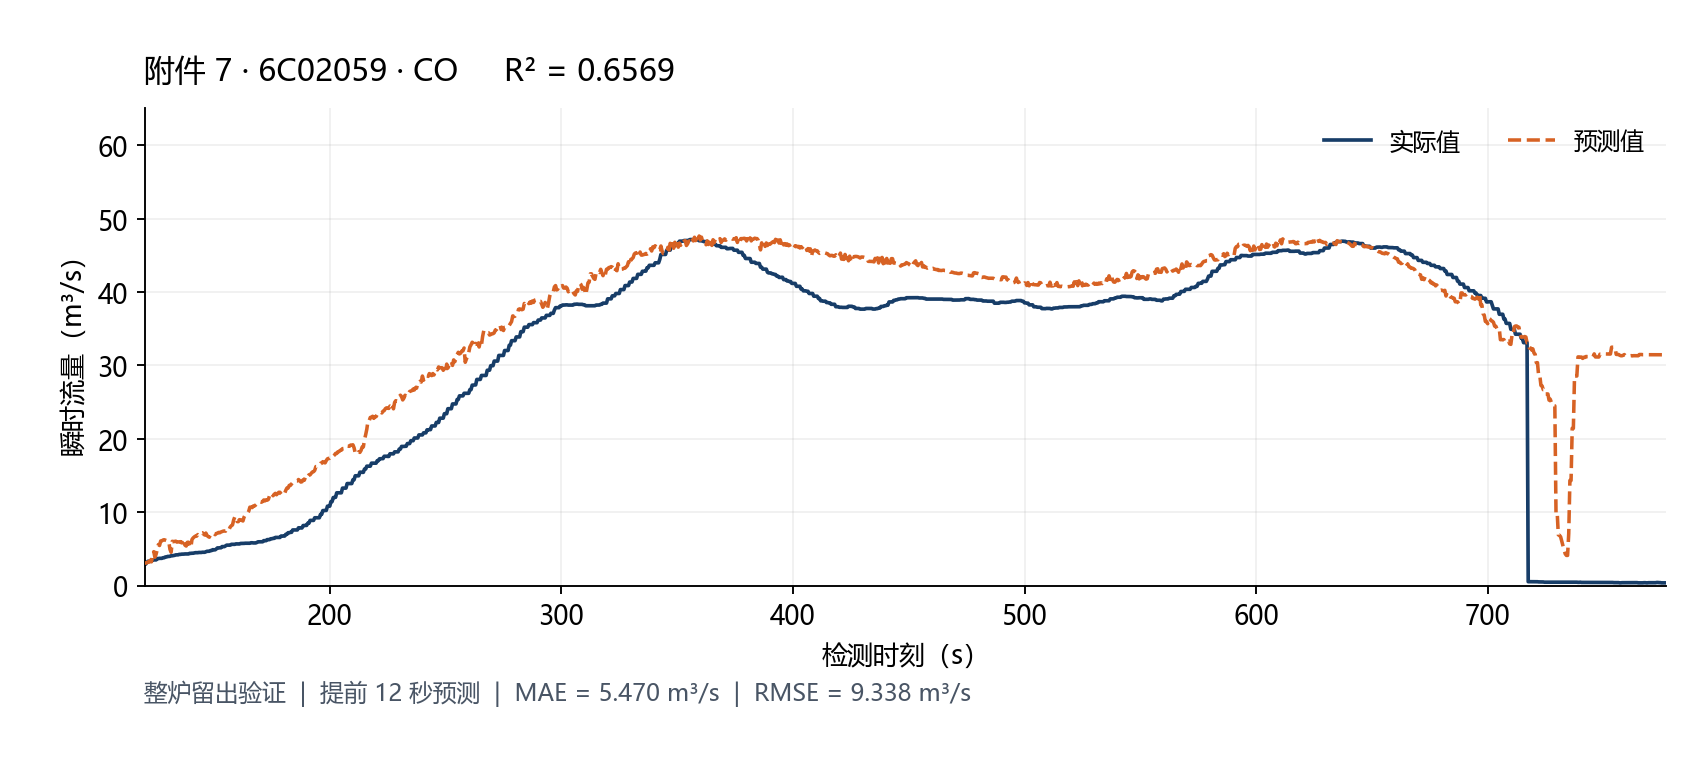 附件 7 · 6C02059 · CO R² = 0.6569
实际值 预测值
瞬时流量（m³/s）
60
50
40
30
20
10
0
200 300 400 500 600 700
检测时刻（s）
整炉留出验证 | 提前 12 秒预测 | MAE = 5.470 m³/s | RMSE = 9.338 m³/s